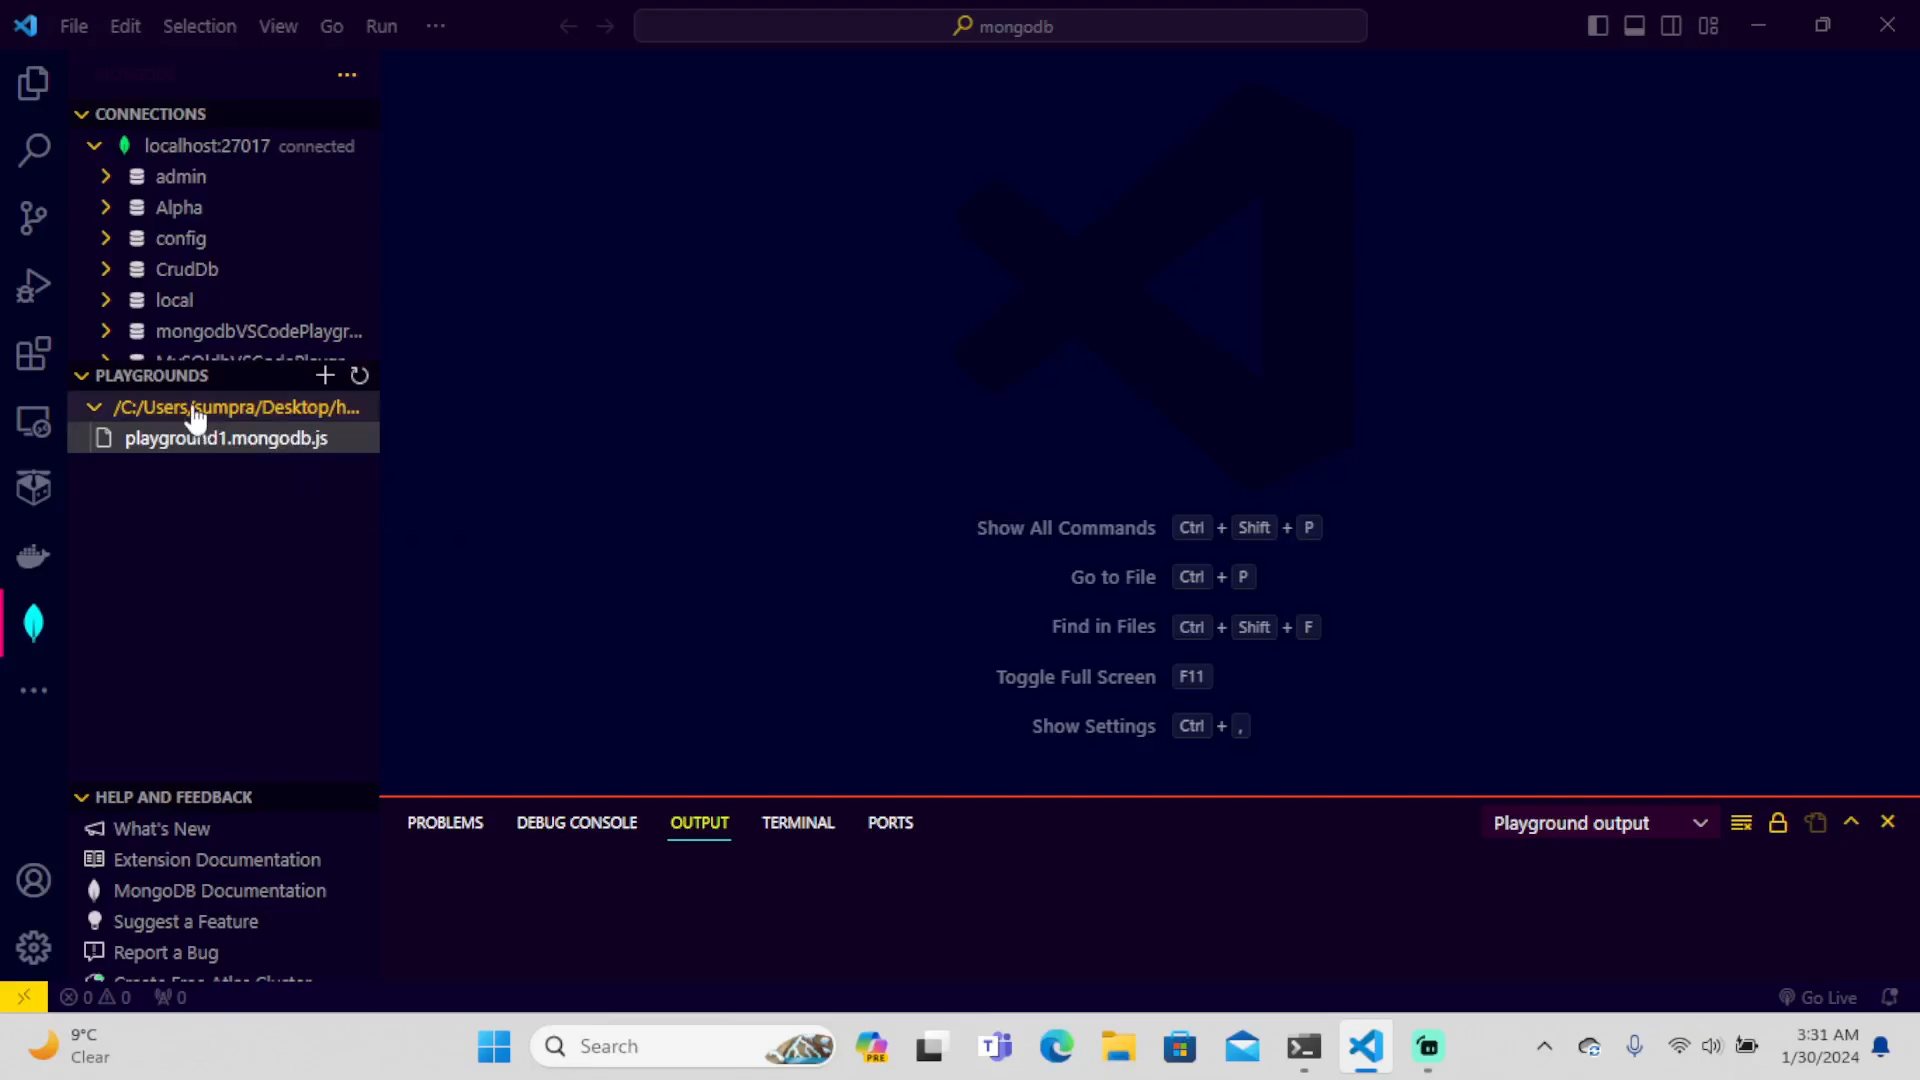 File Edit Selection View Go Run ··· mongodb
CONNECTIONS
localhost:27017 connected
admin
Alpha
config
CrudDb
local
mongodbVSCodePlaygr...
PLAYGROUNDS
/C:/Users/sumpra/Desktop/h...
playground1.mongodb.js
Show All Commands Ctrl + Shift + P
Go to File Ctrl + P
Find in Files Ctrl + Shift + F
Toggle Full Screen F11
Show Settings Ctrl + ,
HELP AND FEEDBACK
What's New
Extension Documentation
MongoDB Documentation
Suggest a Feature
Report a Bug
PROBLEMS DEBUG CONSOLE OUTPUT TERMINAL PORTS Playground output
0 0 0 Go Live
9°C
Clear
Search
PRE
3:31 AM
1/30/2024